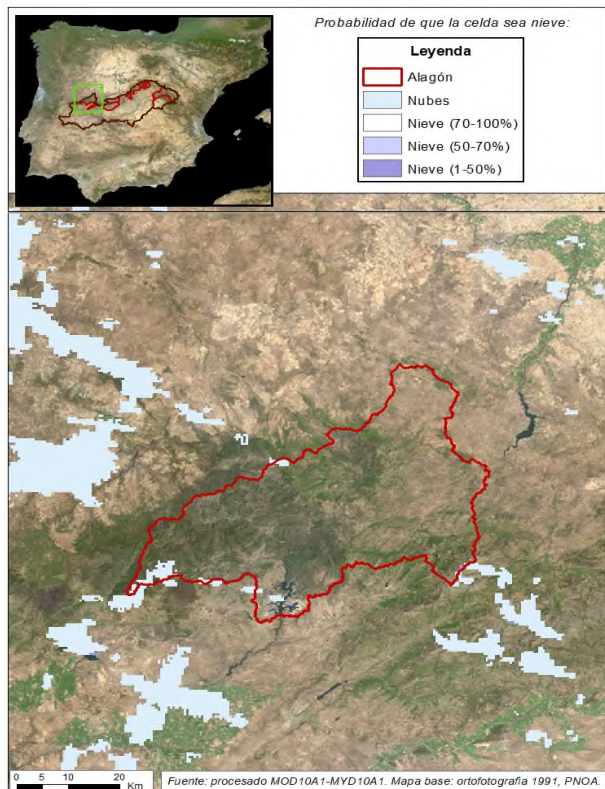 Probabilidad de que la celda sea nieve:
Leyenda
Alagón
Nubes
Nieve (70-100%)
Nieve (50-70%)
Nieve (1-50%)
0 5 10 20
Km
Fuente: procesado MOD10A1-MYD10A1. Mapa base: ortofotografía 1991, PNOA.